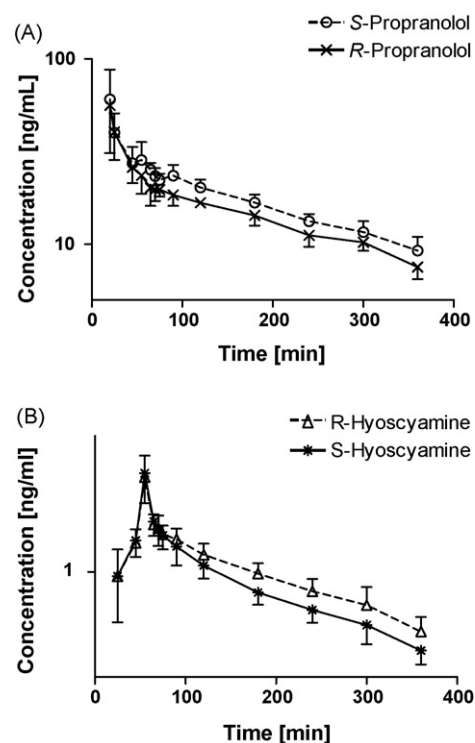 (A)
S-Propranolol
R-Propranolol
Concentration [ng/mL]
100
10
0 100 200 300 400
Time [min]
(B)
R-Hyoscyamine
S-Hyoscyamine
Concentration [ng/ml]
1
0 100 200 300 400
Time [min]